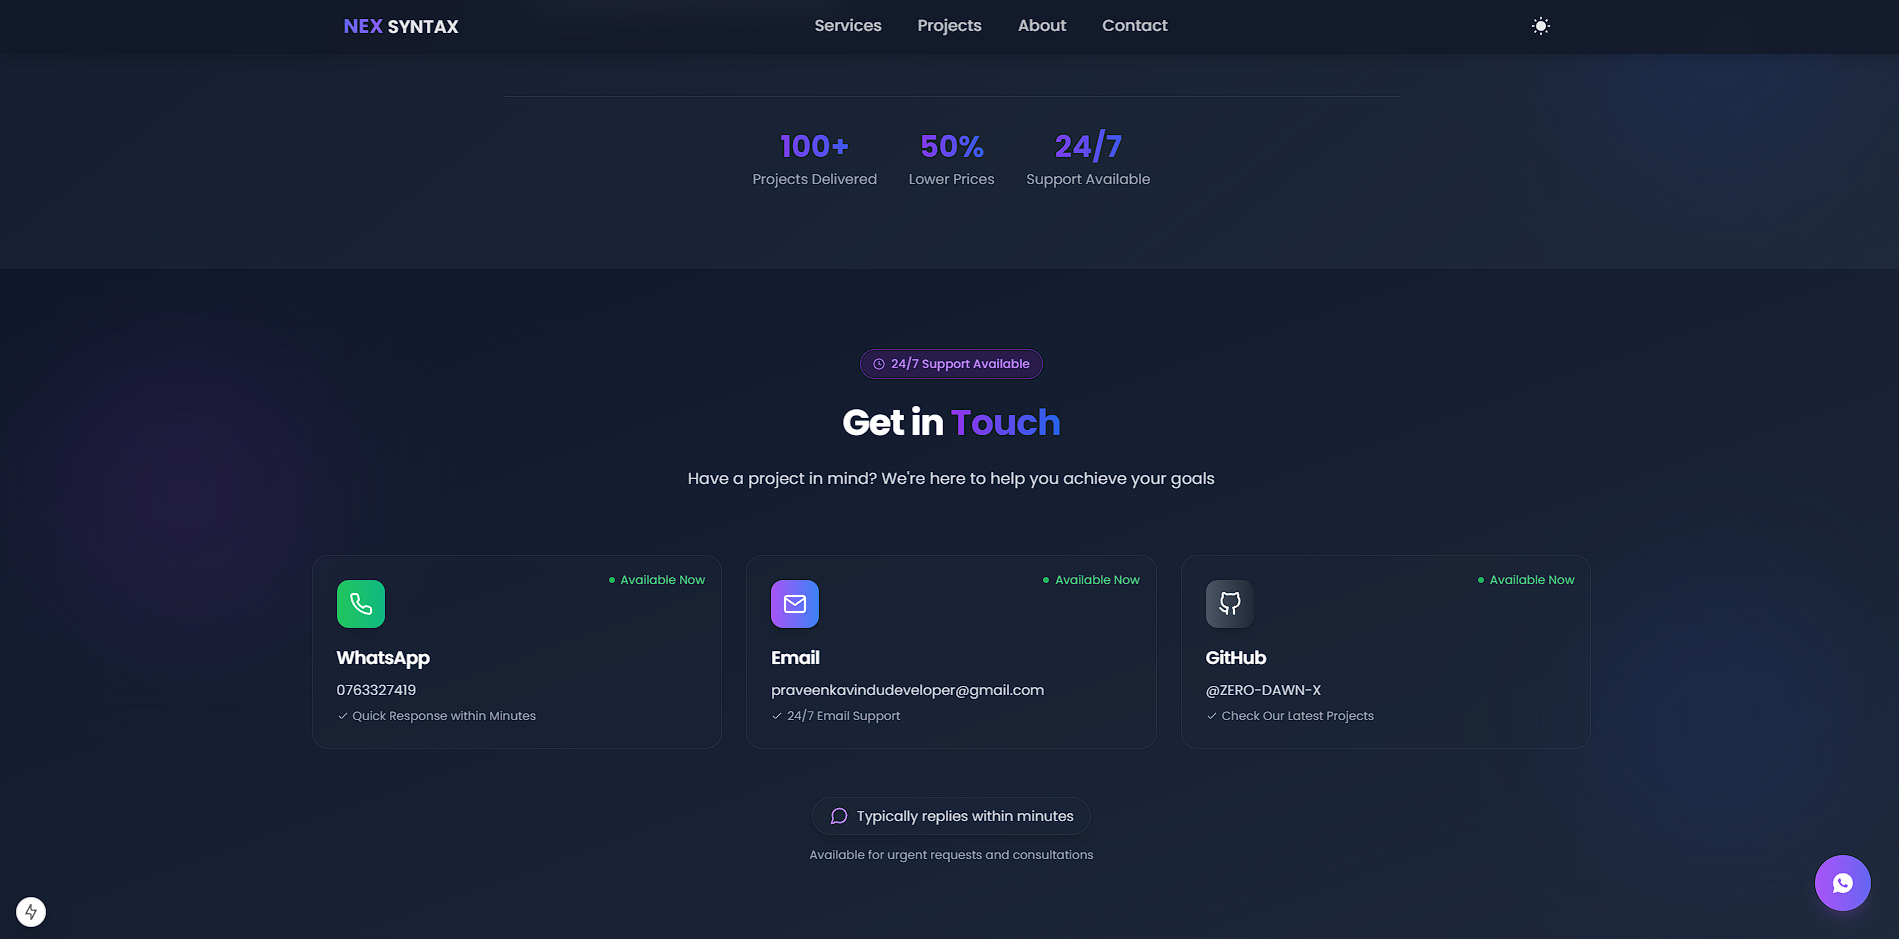 NEX SYNTAX
Services Projects About Contact
100+ 50% 24/7
Projects Delivered Lower Prices Support Available
24/7 Support Available
Get in Touch
Have a project in mind? We're here to help you achieve your goals
Available Now
WhatsApp
0763327419
Quick Response within Minutes
Available Now
Email
praveenkavindudeveloper@gmail.com
24/7 Email Support
Available Now
GitHub
@ZERO-DAWN-X
Check Our Latest Projects
Typically replies within minutes
Available for urgent requests and consultations